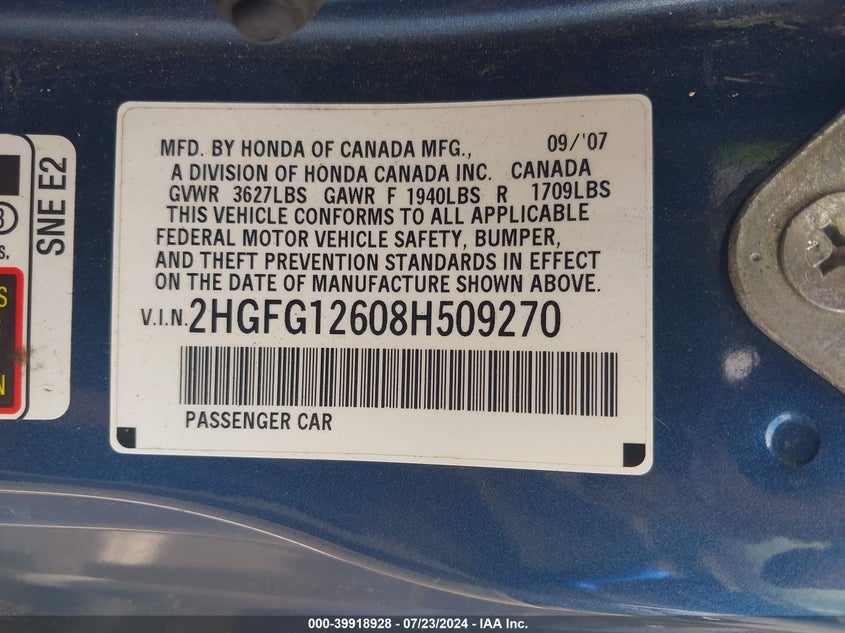 MFD. BY HONDA OF CANADA MFG., 09/'07
A DIVISION OF HONDA CANADA INC. CANADA
GVWR 3627LBS GAWR F 1940LBS R 1709LBS
THIS VEHICLE CONFORMS TO ALL APPLICABLE
FEDERAL MOTOR VEHICLE SAFETY, BUMPER,
AND THEFT PREVENTION STANDARDS IN EFFECT
ON THE DATE OF MANUFACTURE SHOWN ABOVE.
V.I.N. 2HGFG12608H509270
PASSENGER CAR
SNE E2
000-39918928 - 07/23/2024 - IAA Inc.